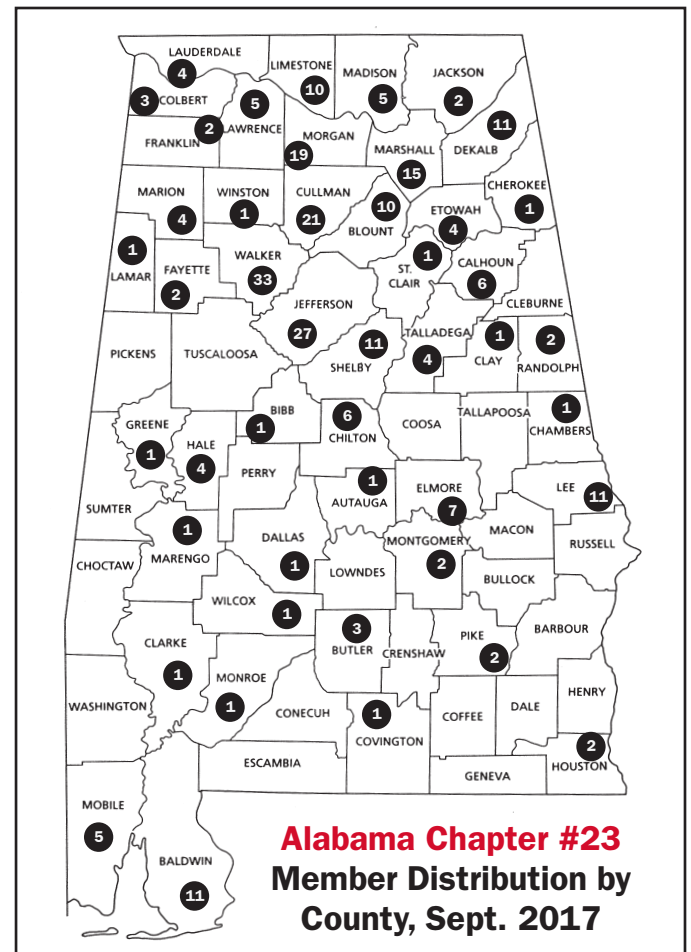 LAUDERDALE
4
LIMESTONE
10
MADISON
5
JACKSON
2
3
COLBERT
5
LAWRENCE
2
FRANKLIN
MORGAN
19
MARSHALL
15
11
DEKALB
MARION
4
WINSTON
1
CULLMAN
21
10
BLOUNT
ETOWAH
4
CHEROKEE
1
1
LAMAR
FAYETTE
2
WALKER
33
JEFFERSON
27
1
ST.
CLAIR
CALHOUN
6
CLEBURNE
PICKENS
TUSCALOOSA
11
SHELBY
TALLADEGA
4
1
CLAY
2
RANDOLPH
GREENE
1
HALE
4
BIBB
1
6
CHILTON
COOSA
TALLAPOOSA
1
CHAMBERS
SUMTER
PERRY
1
AUTAUGA
ELMORE
7
LEE
11
1
MARENGO
DALLAS
1
LOWNDES
MONTGOMERY
2
MACON
RUSSELL
BULLOCK
CHOCTAW
WILCOX
1
CLARKE
1
MONROE
1
3
BUTLER
CRENSHAW
PIKE
2
BARBOUR
WASHINGTON
CONECUH
1
COVINGTON
COFFEE
DALE
HENRY
ESCAMBIA
GENEVA
2
HOUSTON
MOBILE
5
BALDWIN
11
Alabama Chapter #23
Member Distribution by
County, Sept. 2017